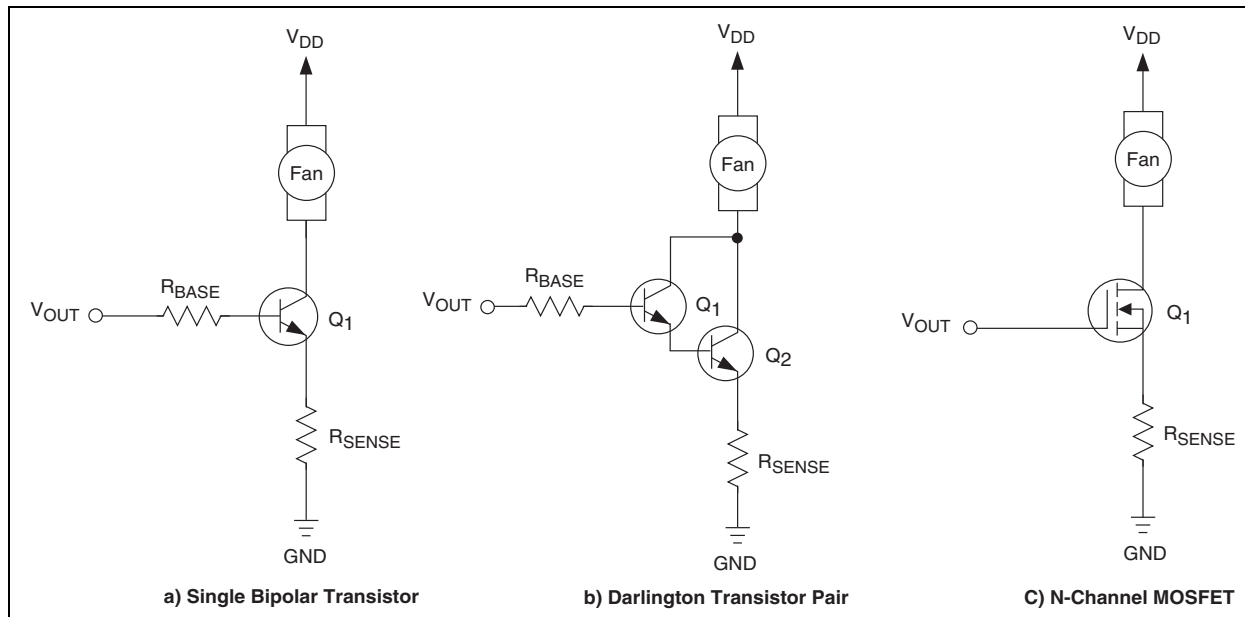 VDD
Fan
RBASE
VOUT
Q1
RSENSE
GND
a) Single Bipolar Transistor
VDD
Fan
RBASE
VOUT
Q1
Q2
RSENSE
GND
b) Darlington Transistor Pair
VDD
Fan
VOUT
Q1
RSENSE
GND
C) N-Channel MOSFET